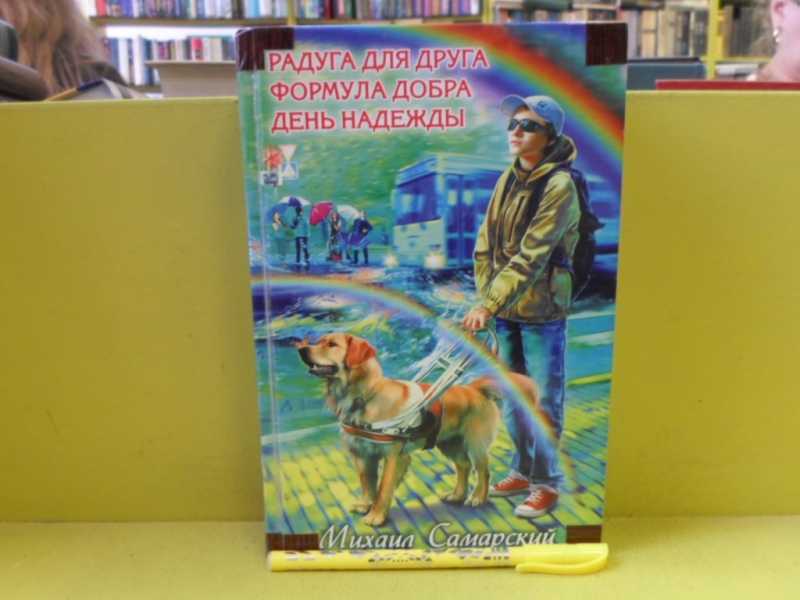 РАДУГА ДЛЯ ДРУГА
ФОРМУЛА ДОБРА
ДЕНЬ НАДЕЖДЫ
Михаил Самарский